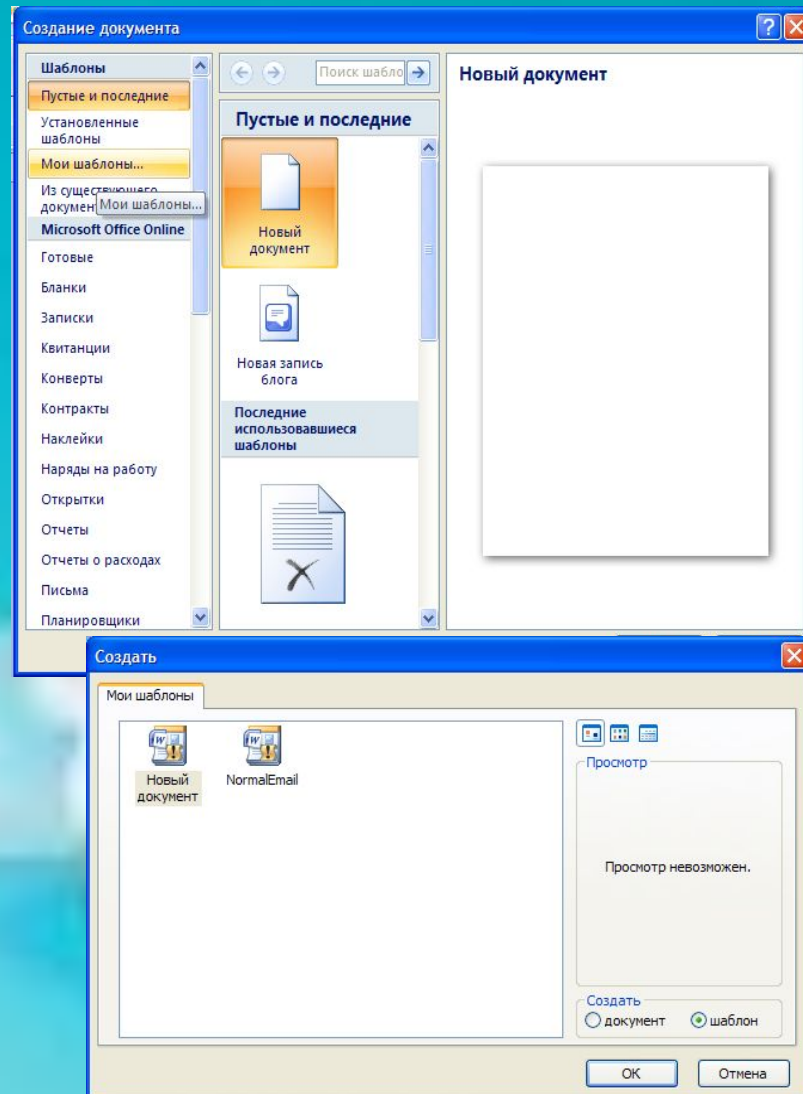 Создание документа
Шаблоны
Пустые и последние
Установленные
шаблоны
Мои шаблоны...
Из существующего
Мои шаблоны...
Microsoft Office Online
Готовые
Бланки
Записки
Квитанции
Конверты
Контракты
Наклейки
Наряды на работу
Открытки
Отчеты
Отчеты о расходах
Письма
Планировщики
Поиск шабло
Пустые и последние
Новый
документ
Новая запись
блога
Последние
использовавшиеся
шаблоны
Новый документ
Создать
Мои шаблоны
Новый
документ
NormalEmail
Просмотр
Просмотр невозможен.
Создать
документ
шаблон
ОК
Отмена